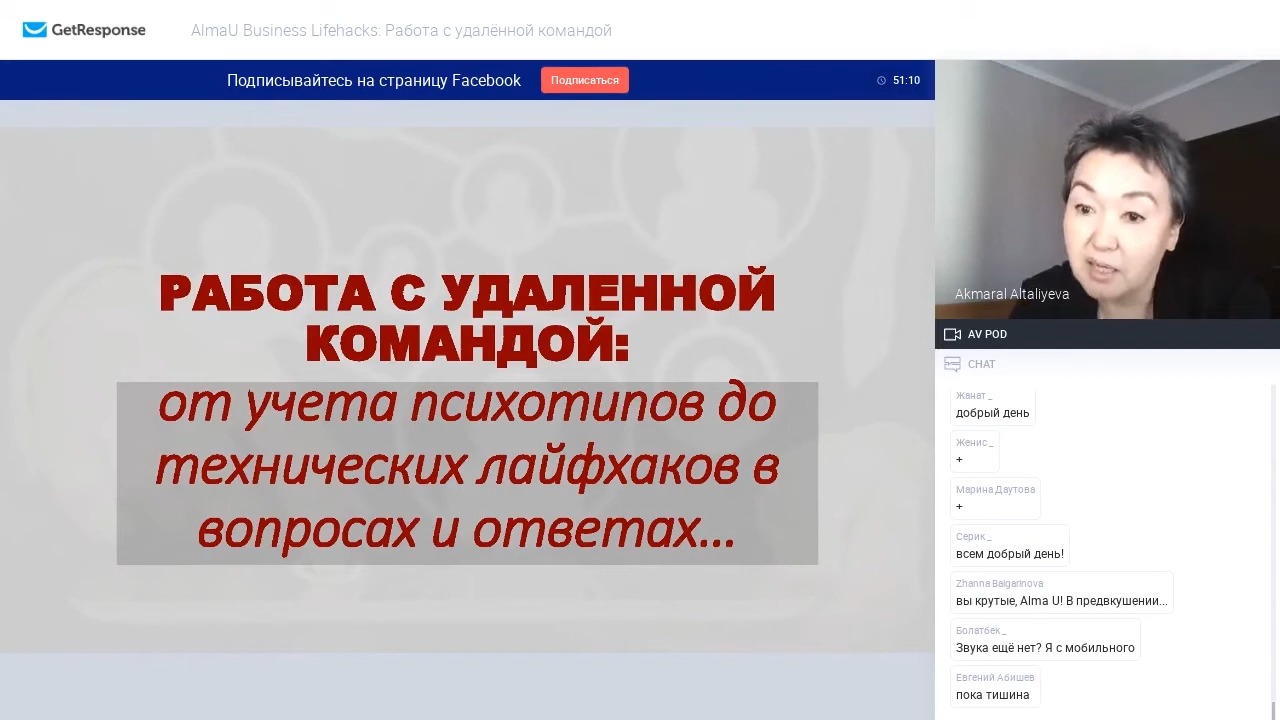 GetResponse
AlmaU Business Lifehacks: Работа с удалённой командой
Подписывайтесь на страницу Facebook
Подписаться
51:10
РАБОТА С УДАЛЕННОЙ
КОМАНДОЙ:
от учета психотипов до
технических лайфхаков в
вопросах и ответах...
Akmaral Altaliyeva
AV POD
CHAT
Жанат _
добрый день
Женис _
+
Марина Даутова
+
Серик _
всем добрый день!
Zhanna Baigarinova
вы крутые, Alma U! В предвкушении...
Болатбек _
Звука ещё нет? Я с мобильного
Евгений Абишев
пока тишина